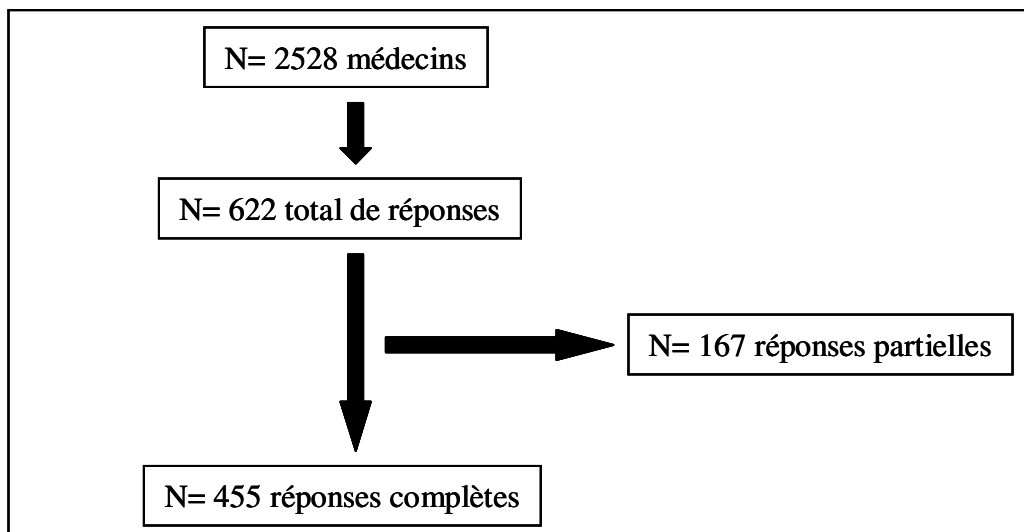 N= 2528 médecins
N= 622 total de réponses
N= 167 réponses partielles
N= 455 réponses complètes